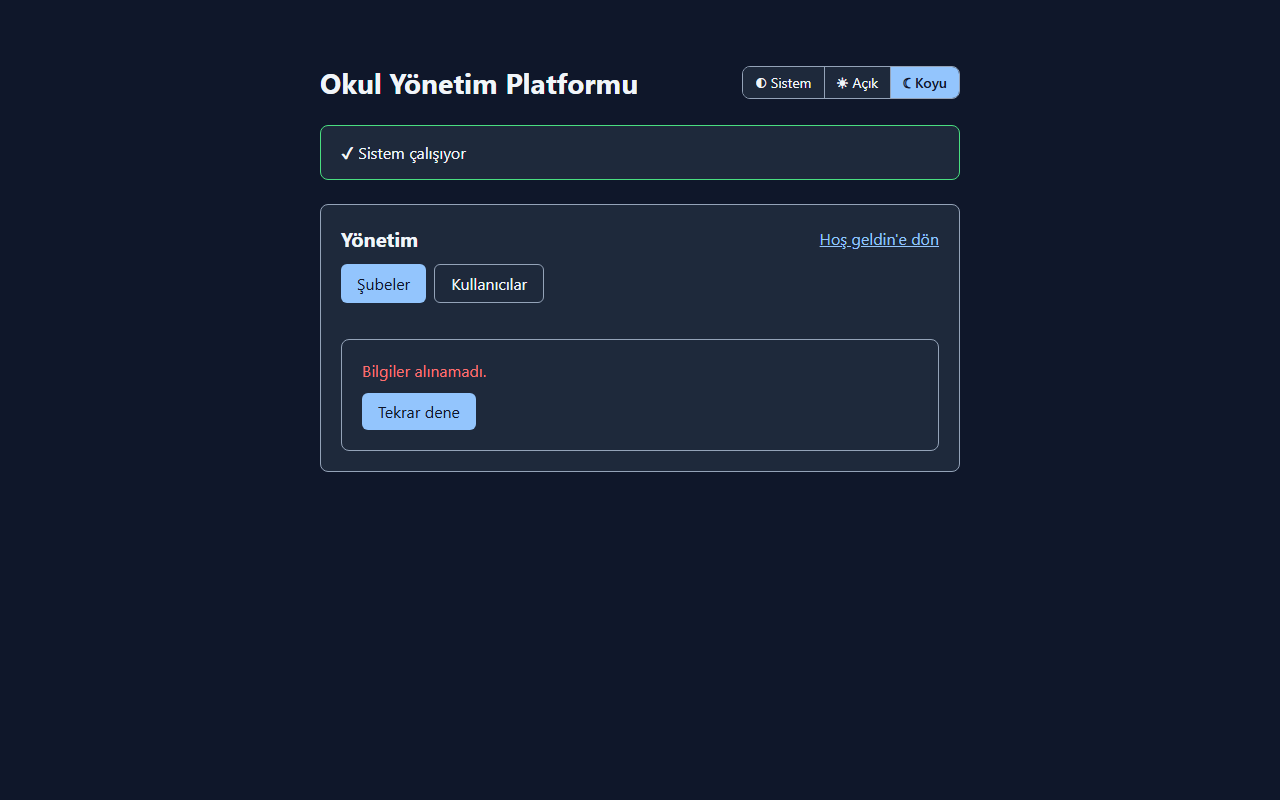 Okul Yönetim Platformu
◐ Sistem ☀ Açık ☾ Koyu
✓ Sistem çalışıyor
Yönetim
Hoş geldin'e dön
Şubeler Kullanıcılar
Bilgiler alınamadı.
Tekrar dene